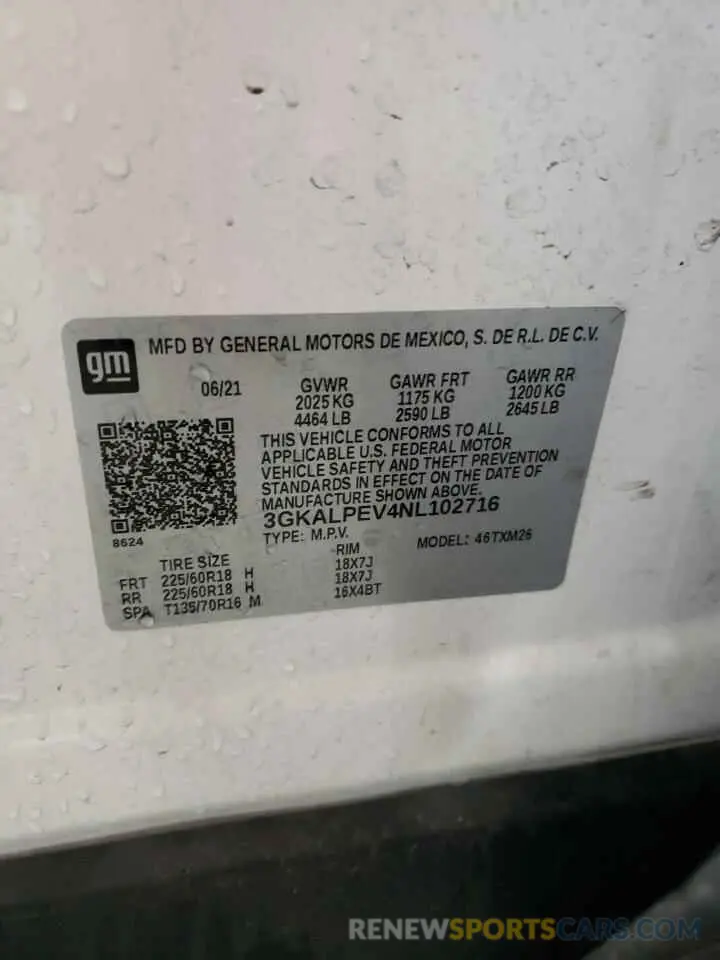 gm MFD BY GENERAL MOTORS DE MEXICO, S. DE R.L. DE C.V.
06/21 GVWR GAWR FRT GAWR RR
2025 KG 1175 KG 1200 KG
4464 LB 2590 LB 2645 LB
THIS VEHICLE CONFORMS TO ALL
APPLICABLE U.S. FEDERAL MOTOR
VEHICLE SAFETY AND THEFT PREVENTION
STANDARDS IN EFFECT ON THE DATE OF
MANUFACTURE SHOWN ABOVE.
3GKALPEV4NL102716
8624
TYPE: M.P.V. MODEL: 46TXM26
TIRE SIZE RIM
FRT 225/60R18 H 18X7J
RR 225/60R18 H 18X7J
SPA T135/70R16 M 16X4BT
RENEWSPORTSCARS.COM